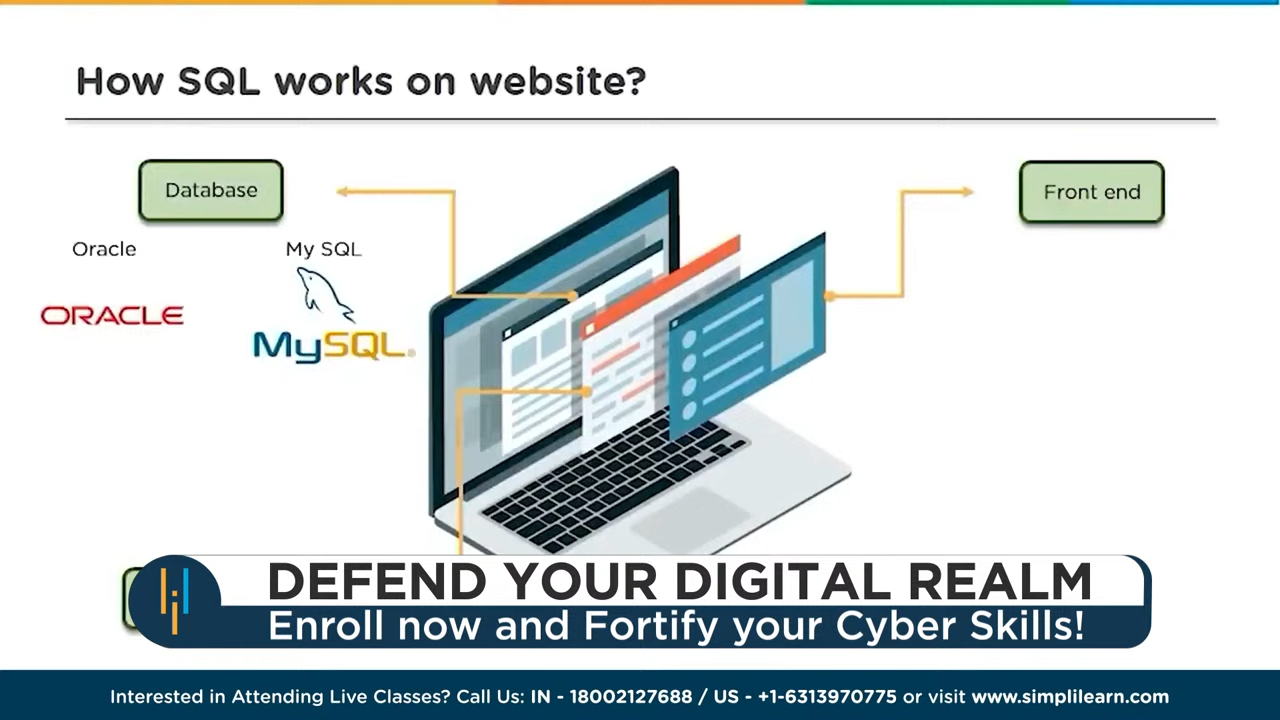 How SQL works on website?
Database
Front end
Oracle
My SQL
ORACLE
MySQL®
DEFEND YOUR DIGITAL REALM
Enroll now and Fortify your Cyber Skills!
Interested in Attending Live Classes? Call Us: IN - 18002127688 / US - +1-6313970775 or visit www.simplilearn.com